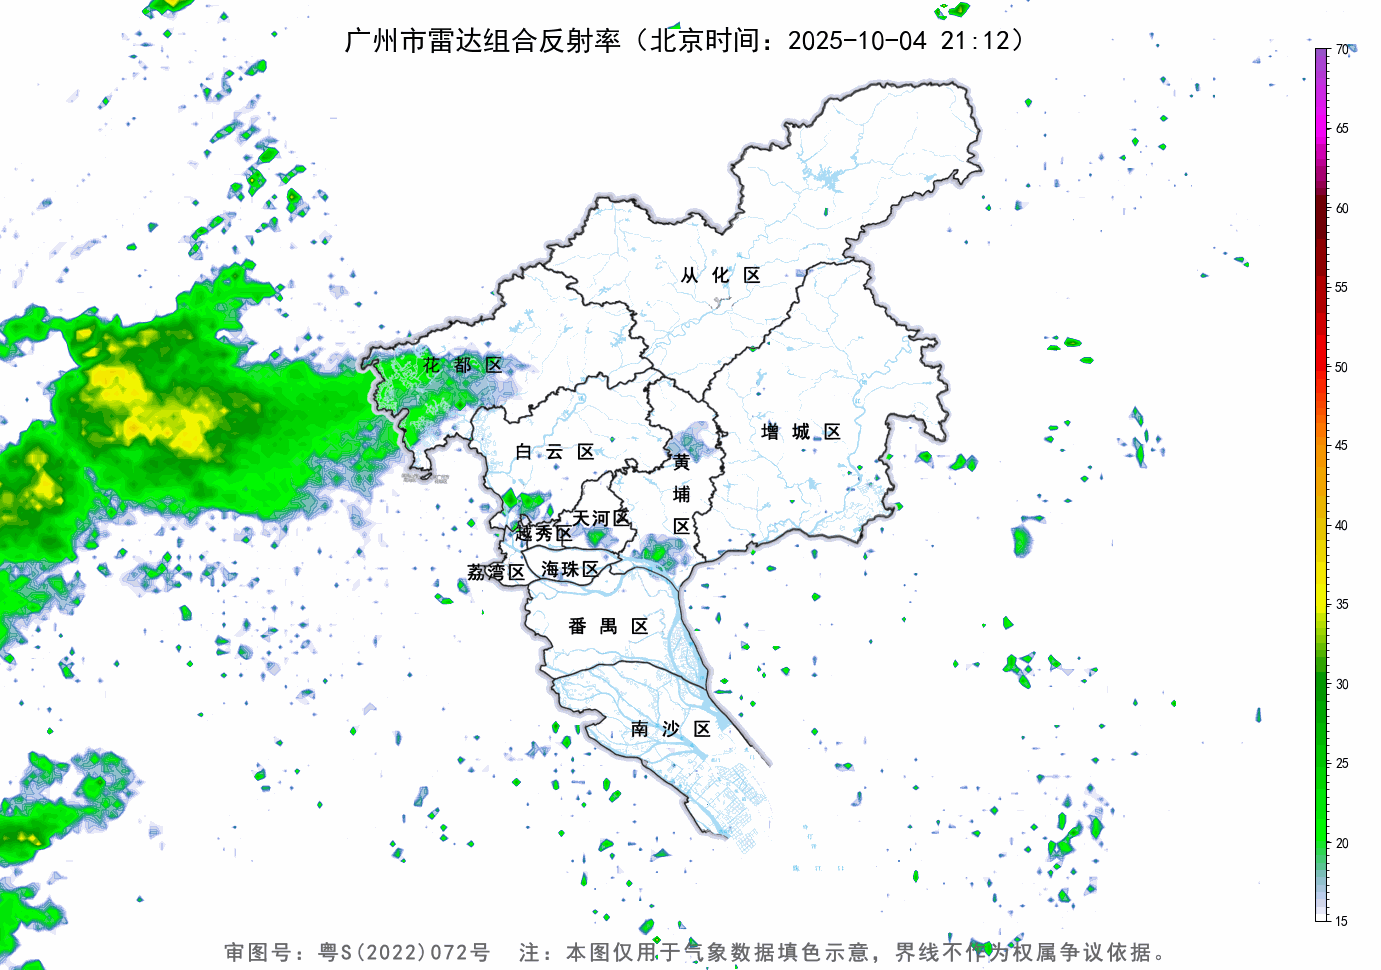 广州市雷达组合反射率（北京时间：2025-10-04 21:12）
70
65
60
55
50
45
40
35
30
25
20
15
从化区
花都区
增城区
白云区
黄埔区
天河区
越秀区
海珠区
荔湾区
番禺区
南沙区
审图号：粤S(2022)072号 注：本图仅用于气象数据填色示意，界线不作为权属争议依据。